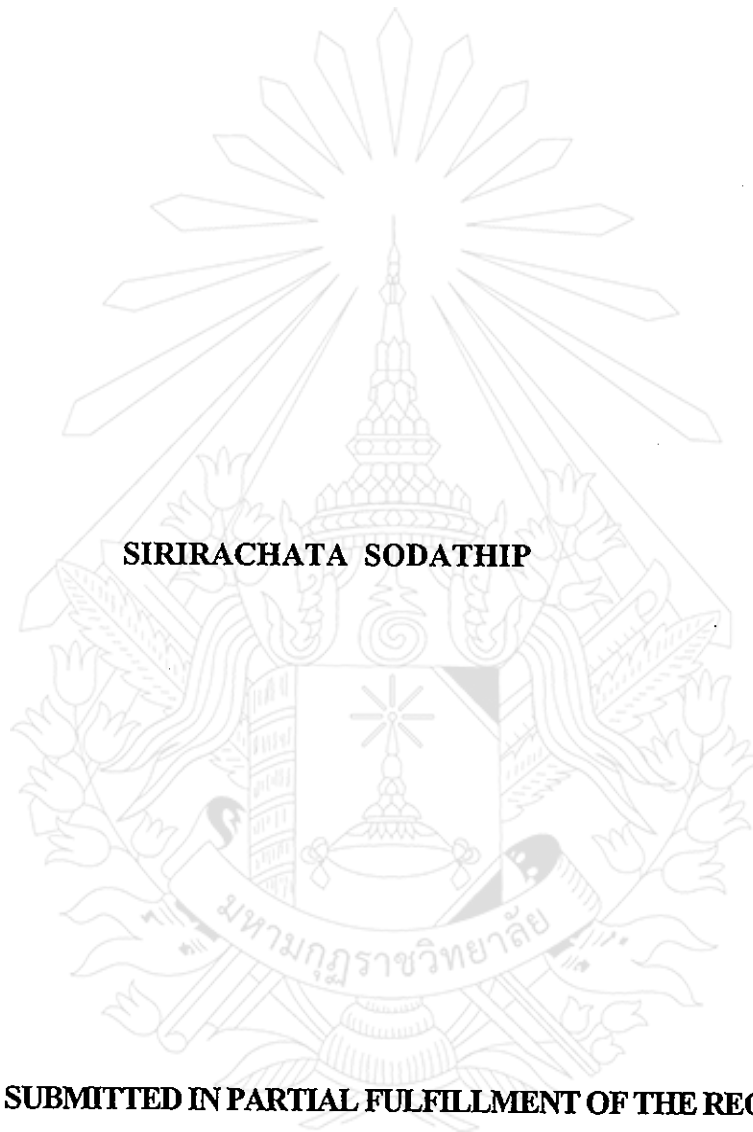 SIRIRACHATA SODATHIP
มหามกุฏราชวิทยาลัย
SUBMITTED IN PARTIAL FULFILLMENT OF THE